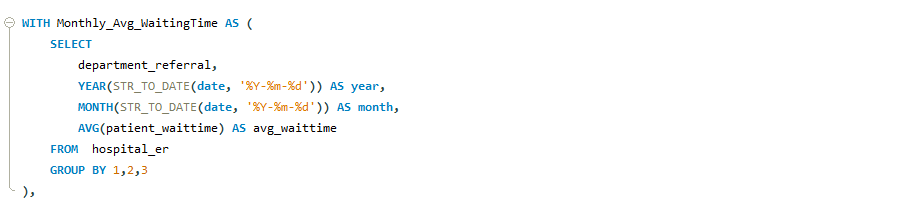 WITH Monthly_Avg_WaitingTime AS (
SELECT
department_referral,
YEAR(STR_TO_DATE(date, '%Y-%m-%d')) AS year,
MONTH(STR_TO_DATE(date, '%Y-%m-%d')) AS month,
AVG(patient_waittime) AS avg_waittime
FROM  hospital_er
GROUP BY 1,2,3
),